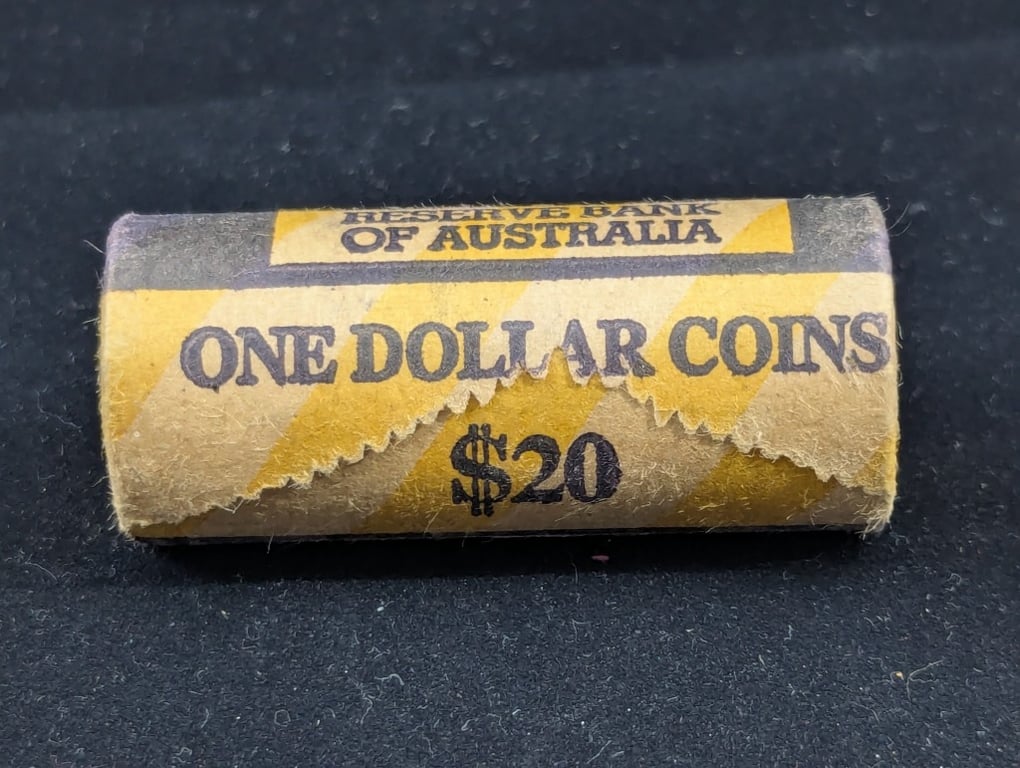 RESERVE BANK
OF AUSTRALIA
ONE DOLLAR COINS
$20